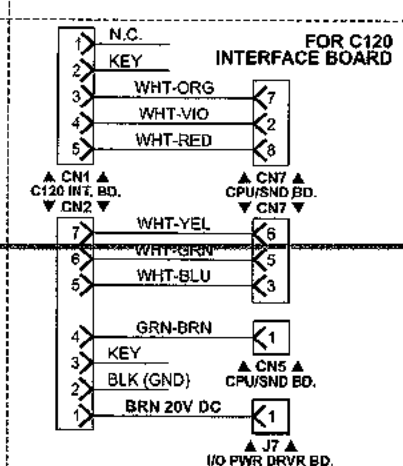 FOR C120
INTERFACE BOARD
1 N.C.
2 KEY
3 WHT-ORG 7
4 WHT-VIO 2
5 WHT-RED 8
▲ CN1 ▲ ▲ CN7 ▲
C120 INT. BD. CPU/SND BD.
▼ CN2 ▼ ▼ CN7 ▼
7 WHT-YEL 6
6 WHT-GRN 5
5 WHT-BLU 3
4 GRN-BRN 1
3 KEY ▲ CN5 ▲
2 BLK (GND) CPU/SND BD.
1 BRN 20V DC 1
▲ J7 ▲
I/O PWR DRVR BD.